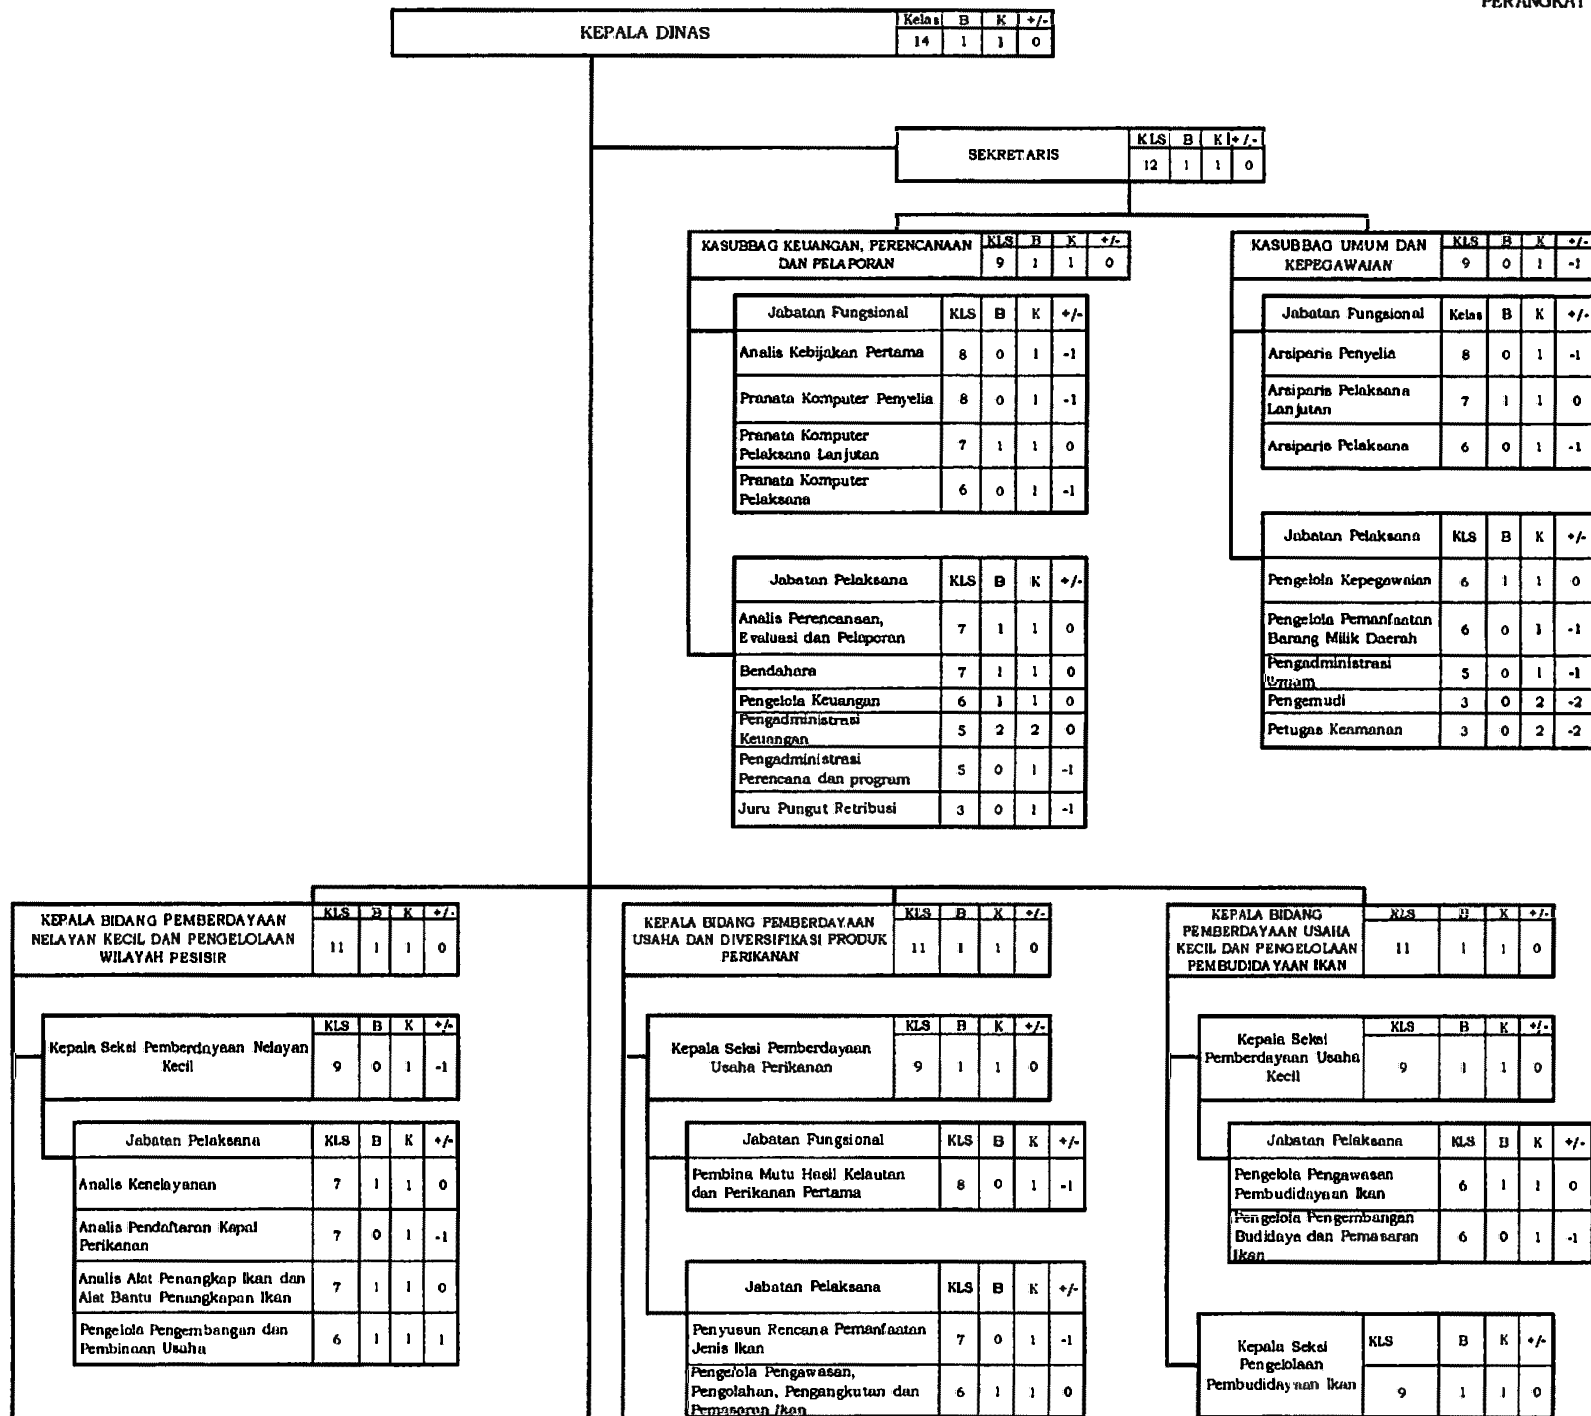 PERANGKAT
KEPALA DINAS
Kelas B K +/-
14 1 1 0
SEKRETARIS
KLS B K +/-
12 1 1 0
KASUBBAG KEUANGAN, PERENCANAAN
DAN PELAPORAN
KLS B K +/-
9 1 1 0
Jabatan Fungsional KLS B K +/-
Analis Kebijakan Pertama 8 0 1 -1
Pranata Komputer Penyelia 8 0 1 -1
Pranata Komputer
Pelaksana Lanjutan 7 1 1 0
Pranata Komputer
Pelaksana 6 0 1 -1
Jabatan Pelaksana KLS B K +/-
Analis Perencanaan,
Evaluasi dan Pelaporan 7 1 1 0
Bendahara 7 1 1 0
Pengelola Keuangan 6 1 1 0
Pengadministrasi
Keuangan 5 2 2 0
Pengadministrasi
Perencana dan program 5 0 1 -1
Juru Pungut Retribusi 3 0 1 -1
KASUBBAG UMUM DAN
KEPEGAWAIAN
KLS B K +/-
9 0 1 -1
Jabatan Fungsional Kelas B K +/-
Arsiparis Penyelia 8 0 1 -1
Arsiparis Pelaksana
Lanjutan 7 1 1 0
Arsiparis Pelaksana 6 0 1 -1
Jabatan Pelaksana KLS B K +/-
Pengelola Kepegawaian 6 1 1 0
Pengelola Pemanfaatan
Barang Milik Daerah 6 0 1 -1
Pengadministrasi
Umum 5 0 1 -1
Pengemudi 3 0 2 -2
Petugas Keamanan 3 0 2 -2
KEPALA BIDANG PEMBERDAYAAN
NELAYAN KECIL DAN PENGELOLAAN
WILAYAH PESISIR
KLS B K +/-
11 1 1 0
Kepala Seksi Pemberdayaan Nelayan
Kecil
KLS B K +/-
9 0 1 -1
Jabatan Pelaksana KLS B K +/-
Analis Kenelayanan 7 1 1 0
Analis Pendaftaran Kapal
Perikanan 7 0 1 -1
Analis Alat Penangkap Ikan dan
Alat Bantu Penangkapan Ikan 7 1 1 0
Pengelola Pengembangan dan
Pembinaan Usaha 6 1 1 1
KEPALA BIDANG PEMBERDAYAAN
USAHA DAN DIVERSIFIKASI PRODUK
PERIKANAN
KLS B K +/-
11 1 1 0
Kepala Seksi Pemberdayaan
Usaha Perikanan
KLS B K +/-
9 1 1 0
Jabatan Fungsional KLS B K +/-
Pembina Mutu Hasil Kelautan
dan Perikanan Pertama 8 0 1 -1
Jabatan Pelaksana KLS B K +/-
Penyusun Rencana Pemanfaatan
Jenis Ikan 7 0 1 -1
Pengelola Pengawasan,
Pengolahan, Pengangkutan dan
Pemasaran Ikan 6 1 1 0
KEPALA BIDANG
PEMBERDAYAAN USAHA
KECIL DAN PENGELOLAAN
PEMBUDIDAYAAN IKAN
KLS B K +/-
11 1 1 0
Kepala Seksi
Pemberdayaan Usaha
Kecil
KLS B K +/-
9 1 1 0
Jabatan Pelaksana KLS B K +/-
Pengelola Pengawasan
Pembudidayaan Ikan 6 1 1 0
Pengelola Pengembangan
Budidaya dan Pemasaran
Ikan 6 0 1 -1
Kepala Seksi
Pengelolaan
Pembudidayaan Ikan
KLS B K +/-
9 1 1 0